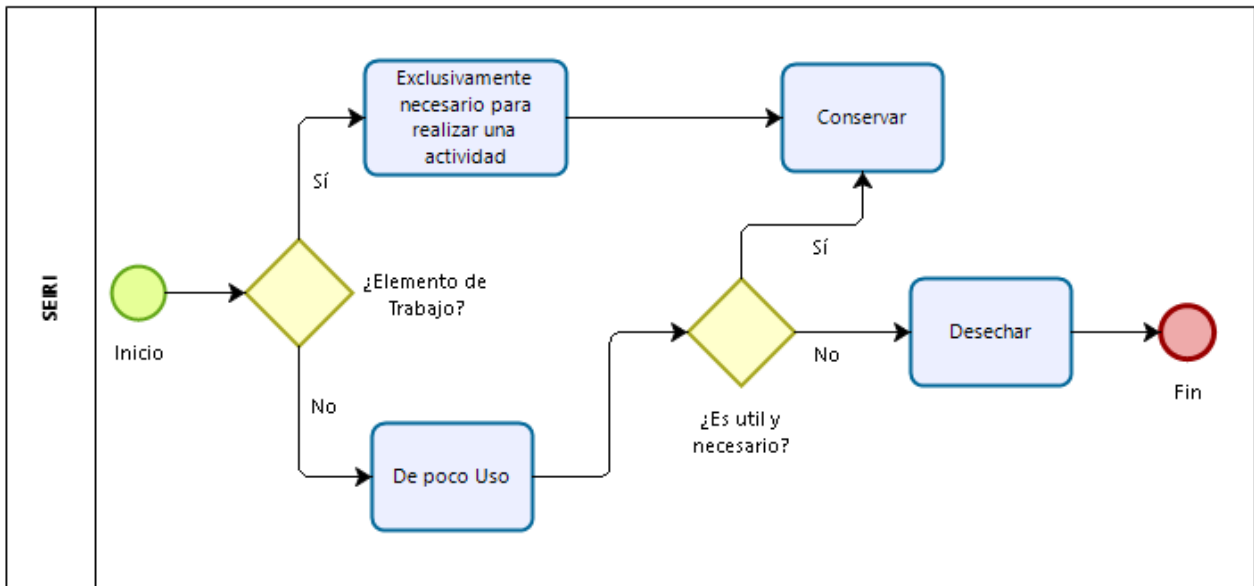 SEIRI
Inicio
¿Elemento de
Trabajo?
Sí
Exclusivamente
necesario para
realizar una
actividad
Conservar
No
De poco Uso
¿Es util y
necesario?
Sí
No
Desechar
Fin